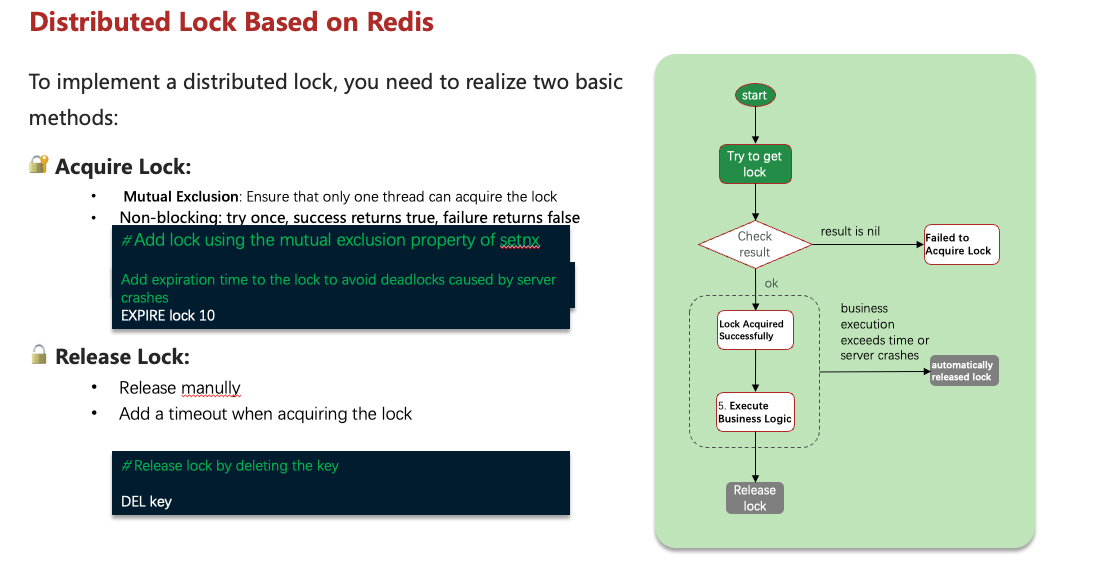 Distributed Lock Based on Redis
To implement a distributed lock, you need to realize two basic
methods:
Acquire Lock:
• Mutual Exclusion: Ensure that only one thread can acquire the lock
• Non-blocking: try once, success returns true, failure returns false
#Add lock using the mutual exclusion property of setnx
Add expiration time to the lock to avoid deadlocks caused by server
crashes
EXPIRE lock 10
Release Lock:
• Release manully
• Add a timeout when acquiring the lock
#Release lock by deleting the key
DEL key
start
Try to get
lock
Check
result
result is nil
Failed to
Acquire Lock
ok
Lock Acquired
Successfully
business
execution
exceeds time or
server crashes
automatically
released lock
5. Execute
Business Logic
Release
lock